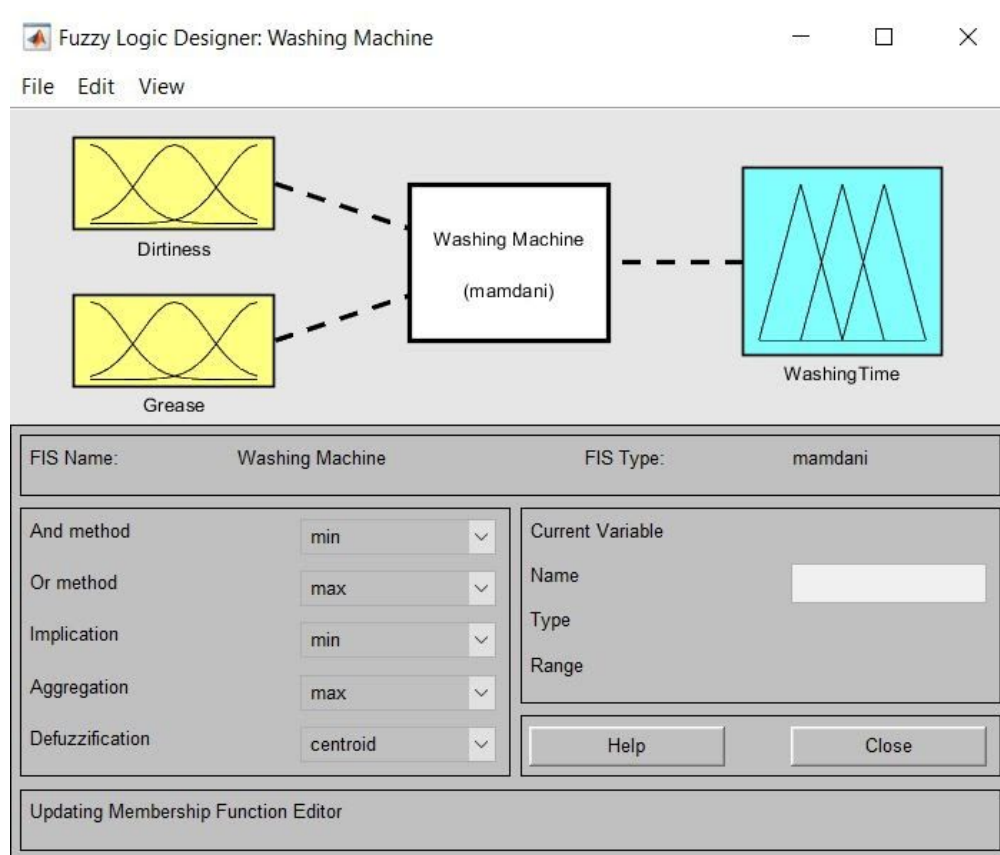 Fuzzy Logic Designer: Washing Machine
File Edit View
Dirtiness
Grease
Washing Machine
(mamdani)
WashingTime
FIS Name: Washing Machine FIS Type: mamdani
And method min
Or method max
Implication min
Aggregation max
Defuzzification centroid
Current Variable
Name
Type
Range
Help Close
Updating Membership Function Editor